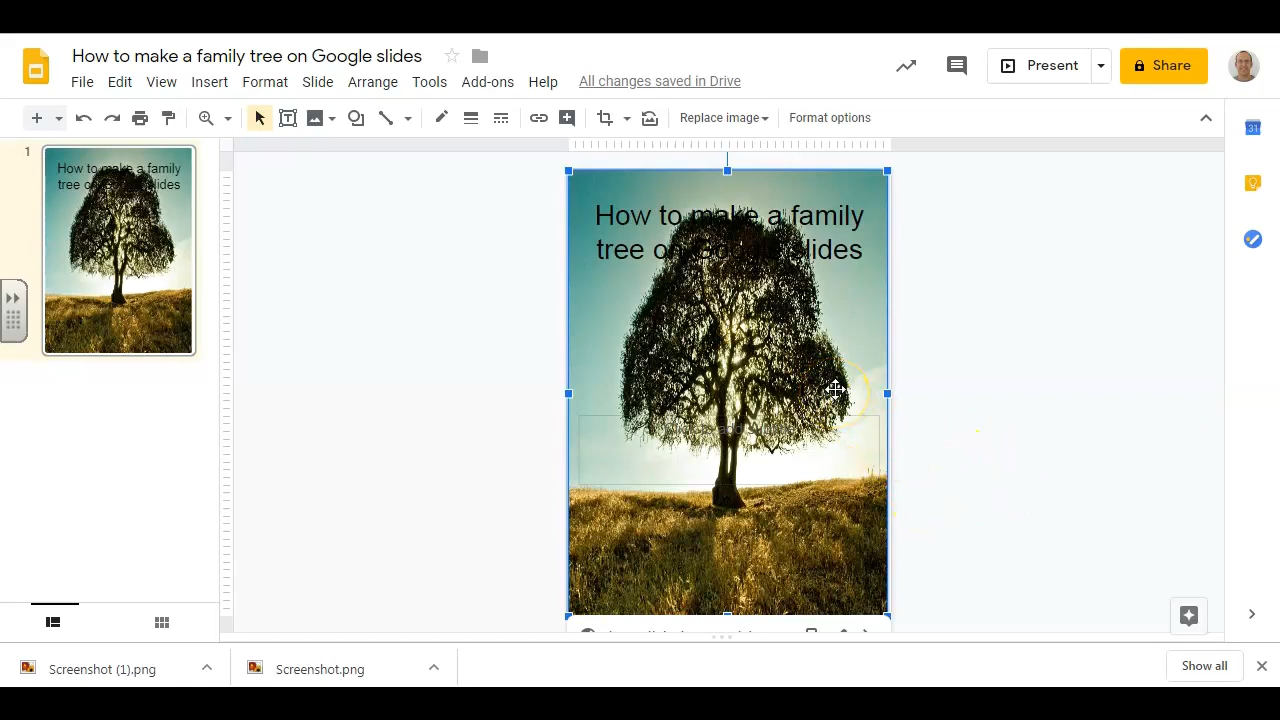 How to make a family tree on Google slides
File Edit View Insert Format Slide Arrange Tools Add-ons Help All changes saved in Drive
Present
Share
Replace image Format options
31
1
How to make a family
tree on Google slides
How to make a family
tree on Google slides
Screenshot (1).png
Screenshot.png
Show all